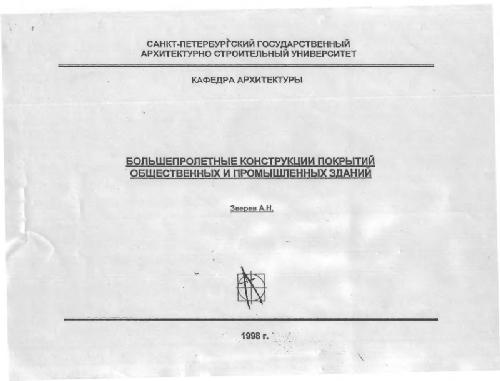 САНКТ-ПЕТЕРБУРГСКИЙ ГОСУДАРСТВЕННЫЙ
АРХИТЕКТУРНО СТРОИТЕЛЬНЫЙ УНИВЕРСИТЕТ
КАФЕДРА АРХИТЕКТУРЫ
БОЛЬШЕПРОЛЕТНЫЕ КОНСТРУКЦИИ ПОКРЫТИЙ
ОБЩЕСТВЕННЫХ И ПРОМЫШЛЕННЫХ ЗДАНИЙ
Зверев А.Н.
1998 г.